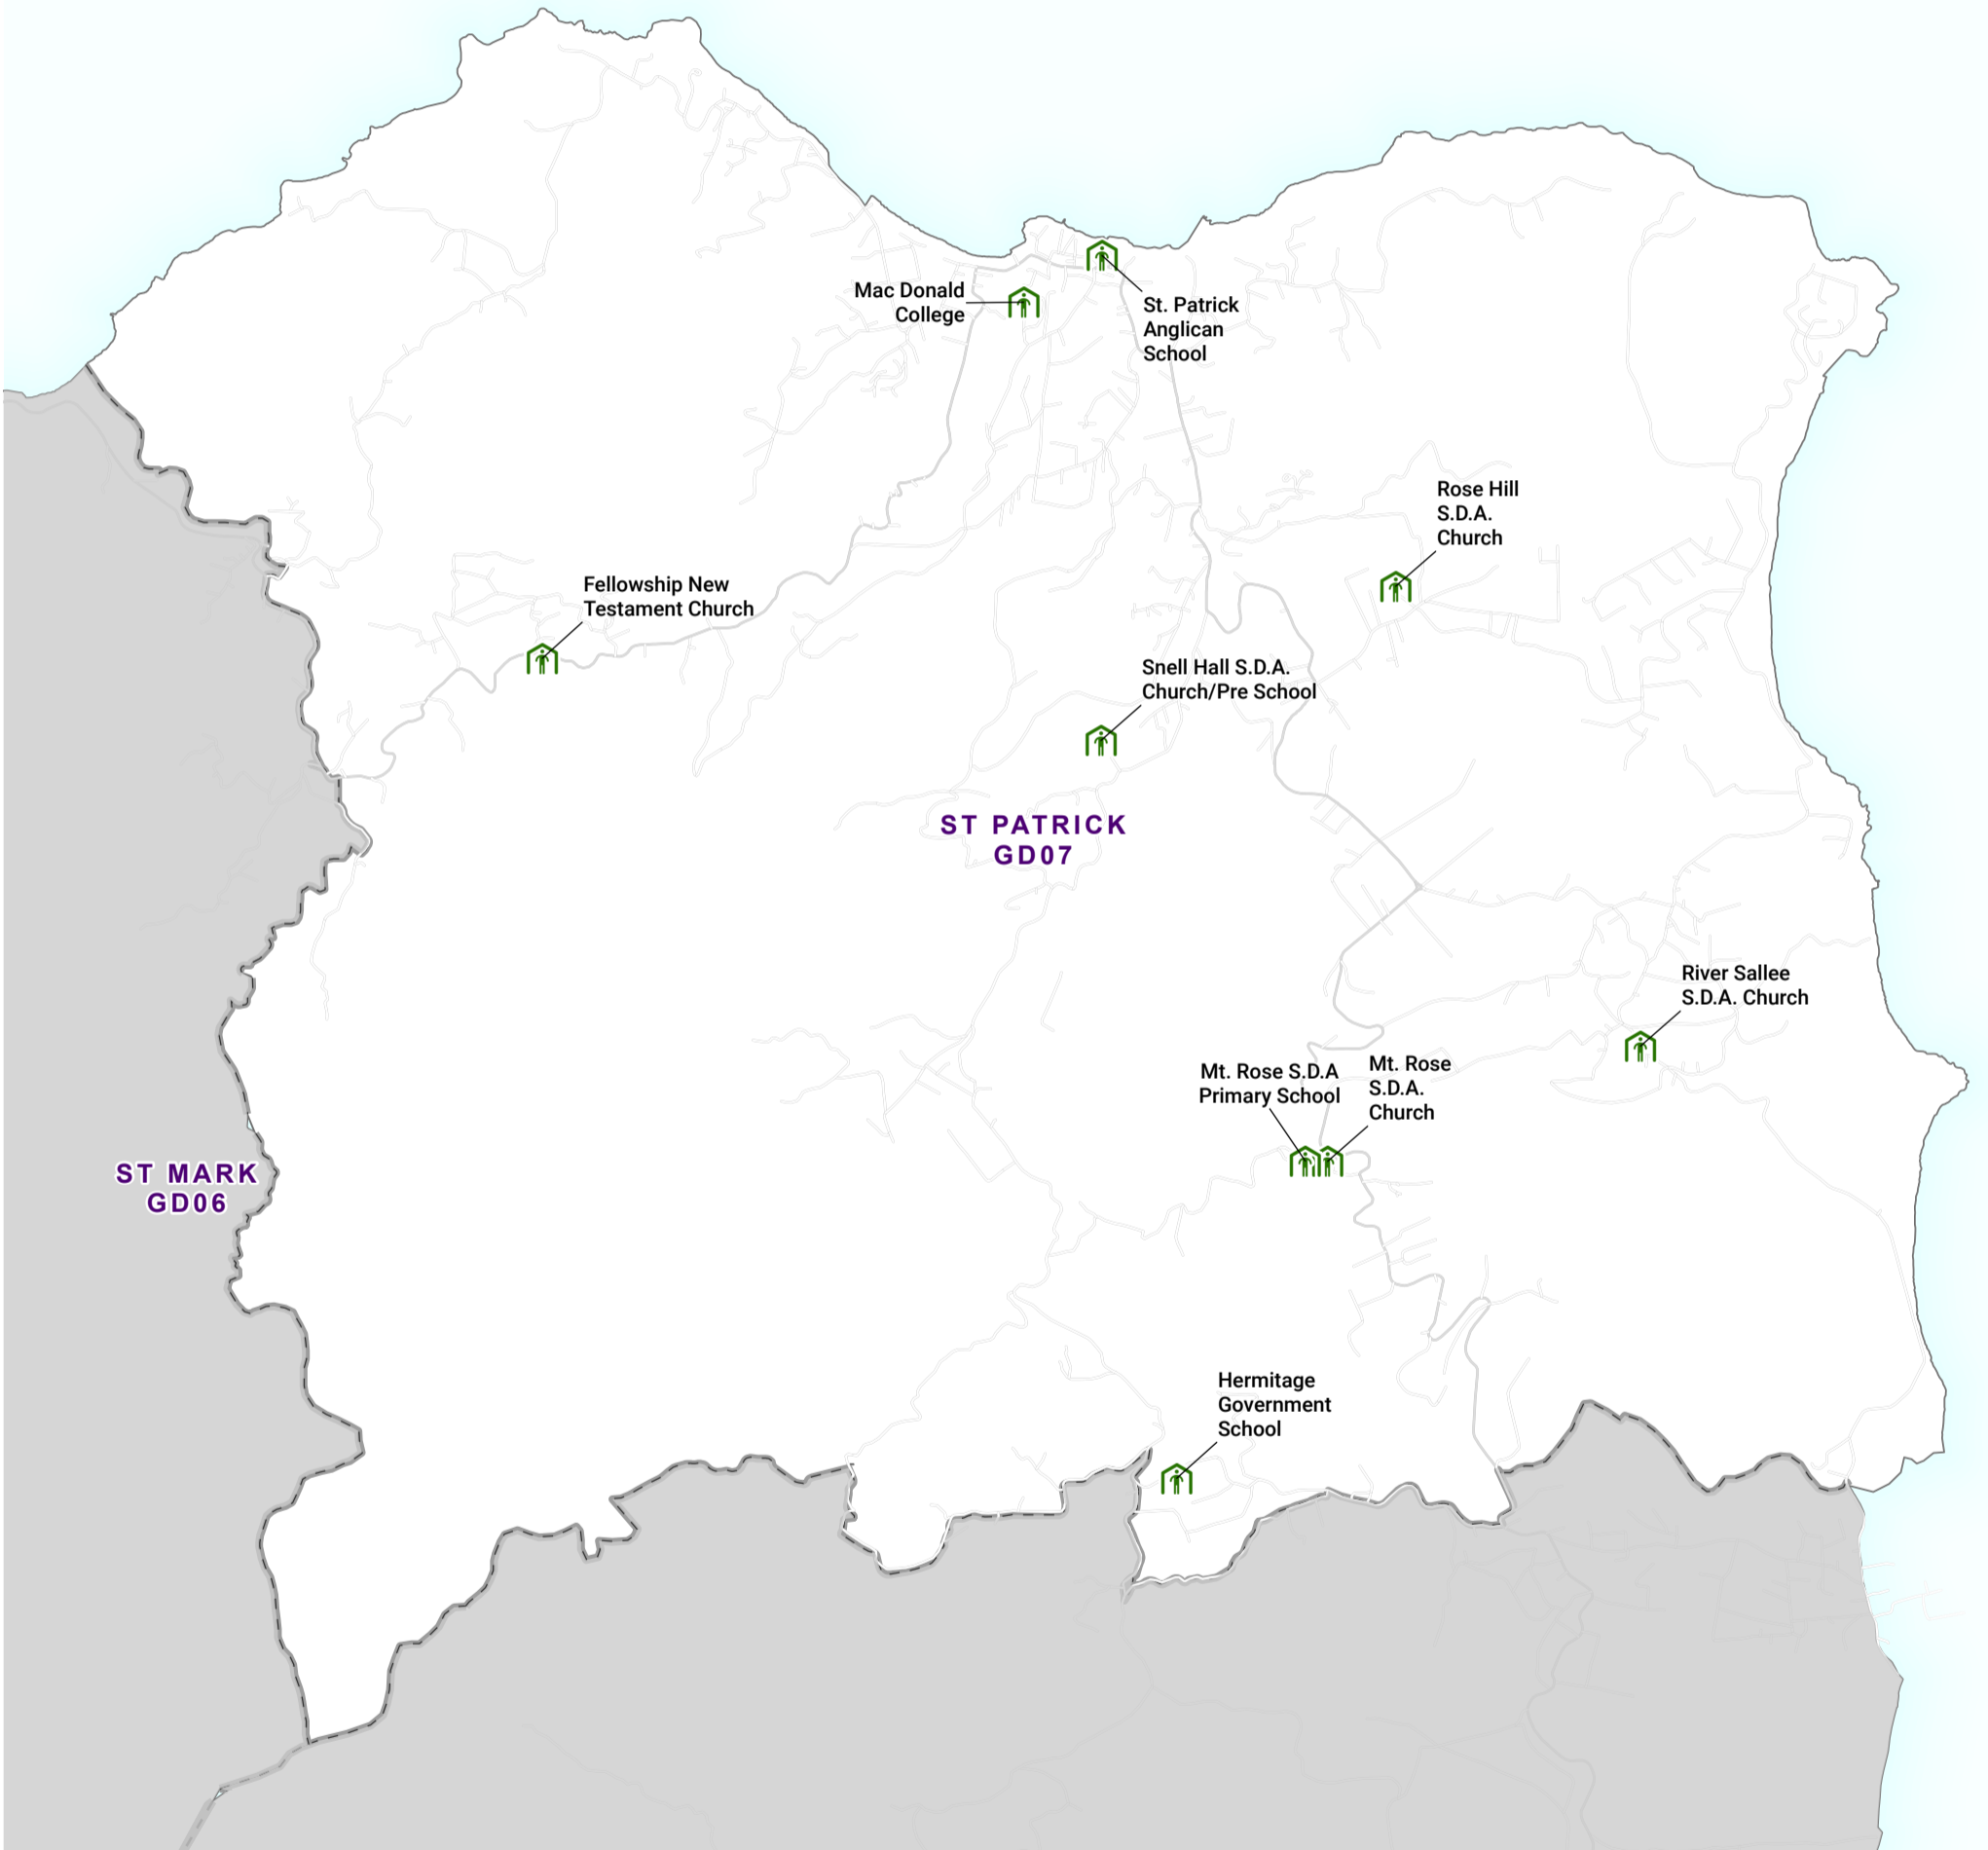 Mac Donald
College
St. Patrick
Anglican
School
Rose Hill
S.D.A.
Church
Fellowship New
Testament Church
Snell Hall S.D.A.
Church/Pre School
ST PATRICK
GD07
River Sallee
S.D.A. Church
Mt. Rose S.D.A
Primary School
Mt. Rose
S.D.A.
Church
ST MARK
GD06
Hermitage
Government
School